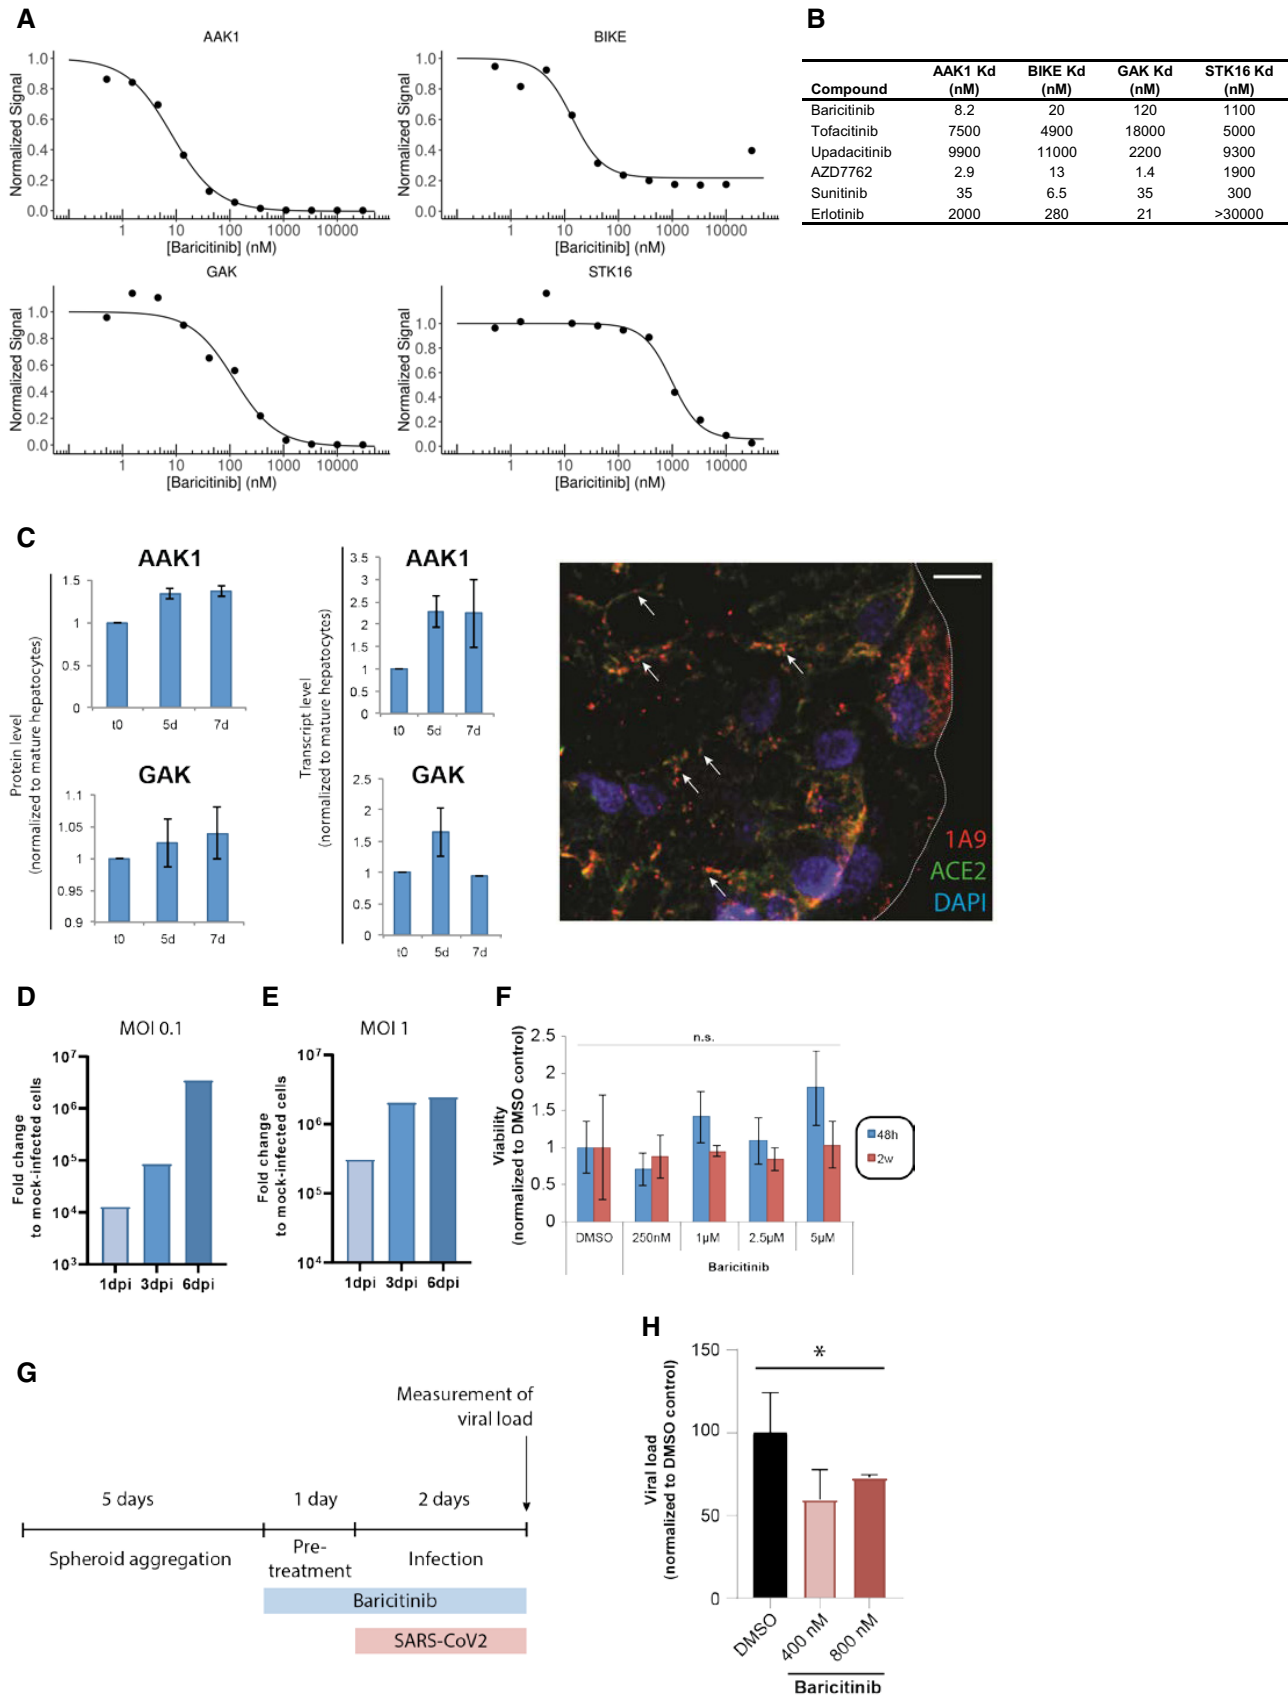 A
AAK1
Normalized Signal
1.0
0.8
0.6
0.4
0.2
0.0
1 10 100 1000 10000
[Baricitinib] (nM)
BIKE
Normalized Signal
1.0
0.8
0.6
0.4
0.2
0.0
1 10 100 1000 10000
[Baricitinib] (nM)
GAK
Normalized Signal
1.0
0.8
0.6
0.4
0.2
0.0
1 10 100 1000 10000
[Baricitinib] (nM)
STK16
Normalized Signal
1.0
0.8
0.6
0.4
0.2
0.0
1 10 100 1000 10000
[Baricitinib] (nM)
B
AAK1 Kd BIKE Kd GAK Kd STK16 Kd
Compound (nM) (nM) (nM) (nM)
Baricitinib 8.2 20 120 1100
Tofacitinib 7500 4900 18000 5000
Upadacitinib 9900 11000 2200 9300
AZD7762 2.9 13 1.4 1900
Sunitinib 35 6.5 35 300
Erlotinib 2000 280 21 >30000
C
Protein level
(normalized to mature hepatocytes)
AAK1
1.5
1
0.5
0
t0 5d 7d
GAK
1.1
1.05
1
0.95
0.9
t0 5d 7d
Transcript level
(normalized to mature hepatocytes)
AAK1
3.5
3
2.5
2
1.5
1
0.5
0
t0 5d 7d
GAK
2.5
2
1.5
1
0.5
0
t0 5d 7d
1A9
ACE2
DAPI
D
MOI 0.1
Fold change
to mock-infected cells
10⁷
10⁶
10⁵
10⁴
10³
1dpi 3dpi 6dpi
E
MOI 1
Fold change
to mock-infected cells
10⁷
10⁶
10⁵
10⁴
1dpi 3dpi 6dpi
F
Viability
(normalized to DMSO control)
2.5
2
1.5
1
0.5
0
n.s.
48h
2w
DMSO 250nM 1µM 2.5µM 5µM
Baricitinib
G
Measurement of
viral load
5 days 1 day 2 days
Spheroid aggregation
Pre-
treatment
Infection
Baricitinib
SARS-CoV2
H
Viral load
(normalized to DMSO control)
150
100
50
0
*
DMSO 400 nM 800 nM
Baricitinib